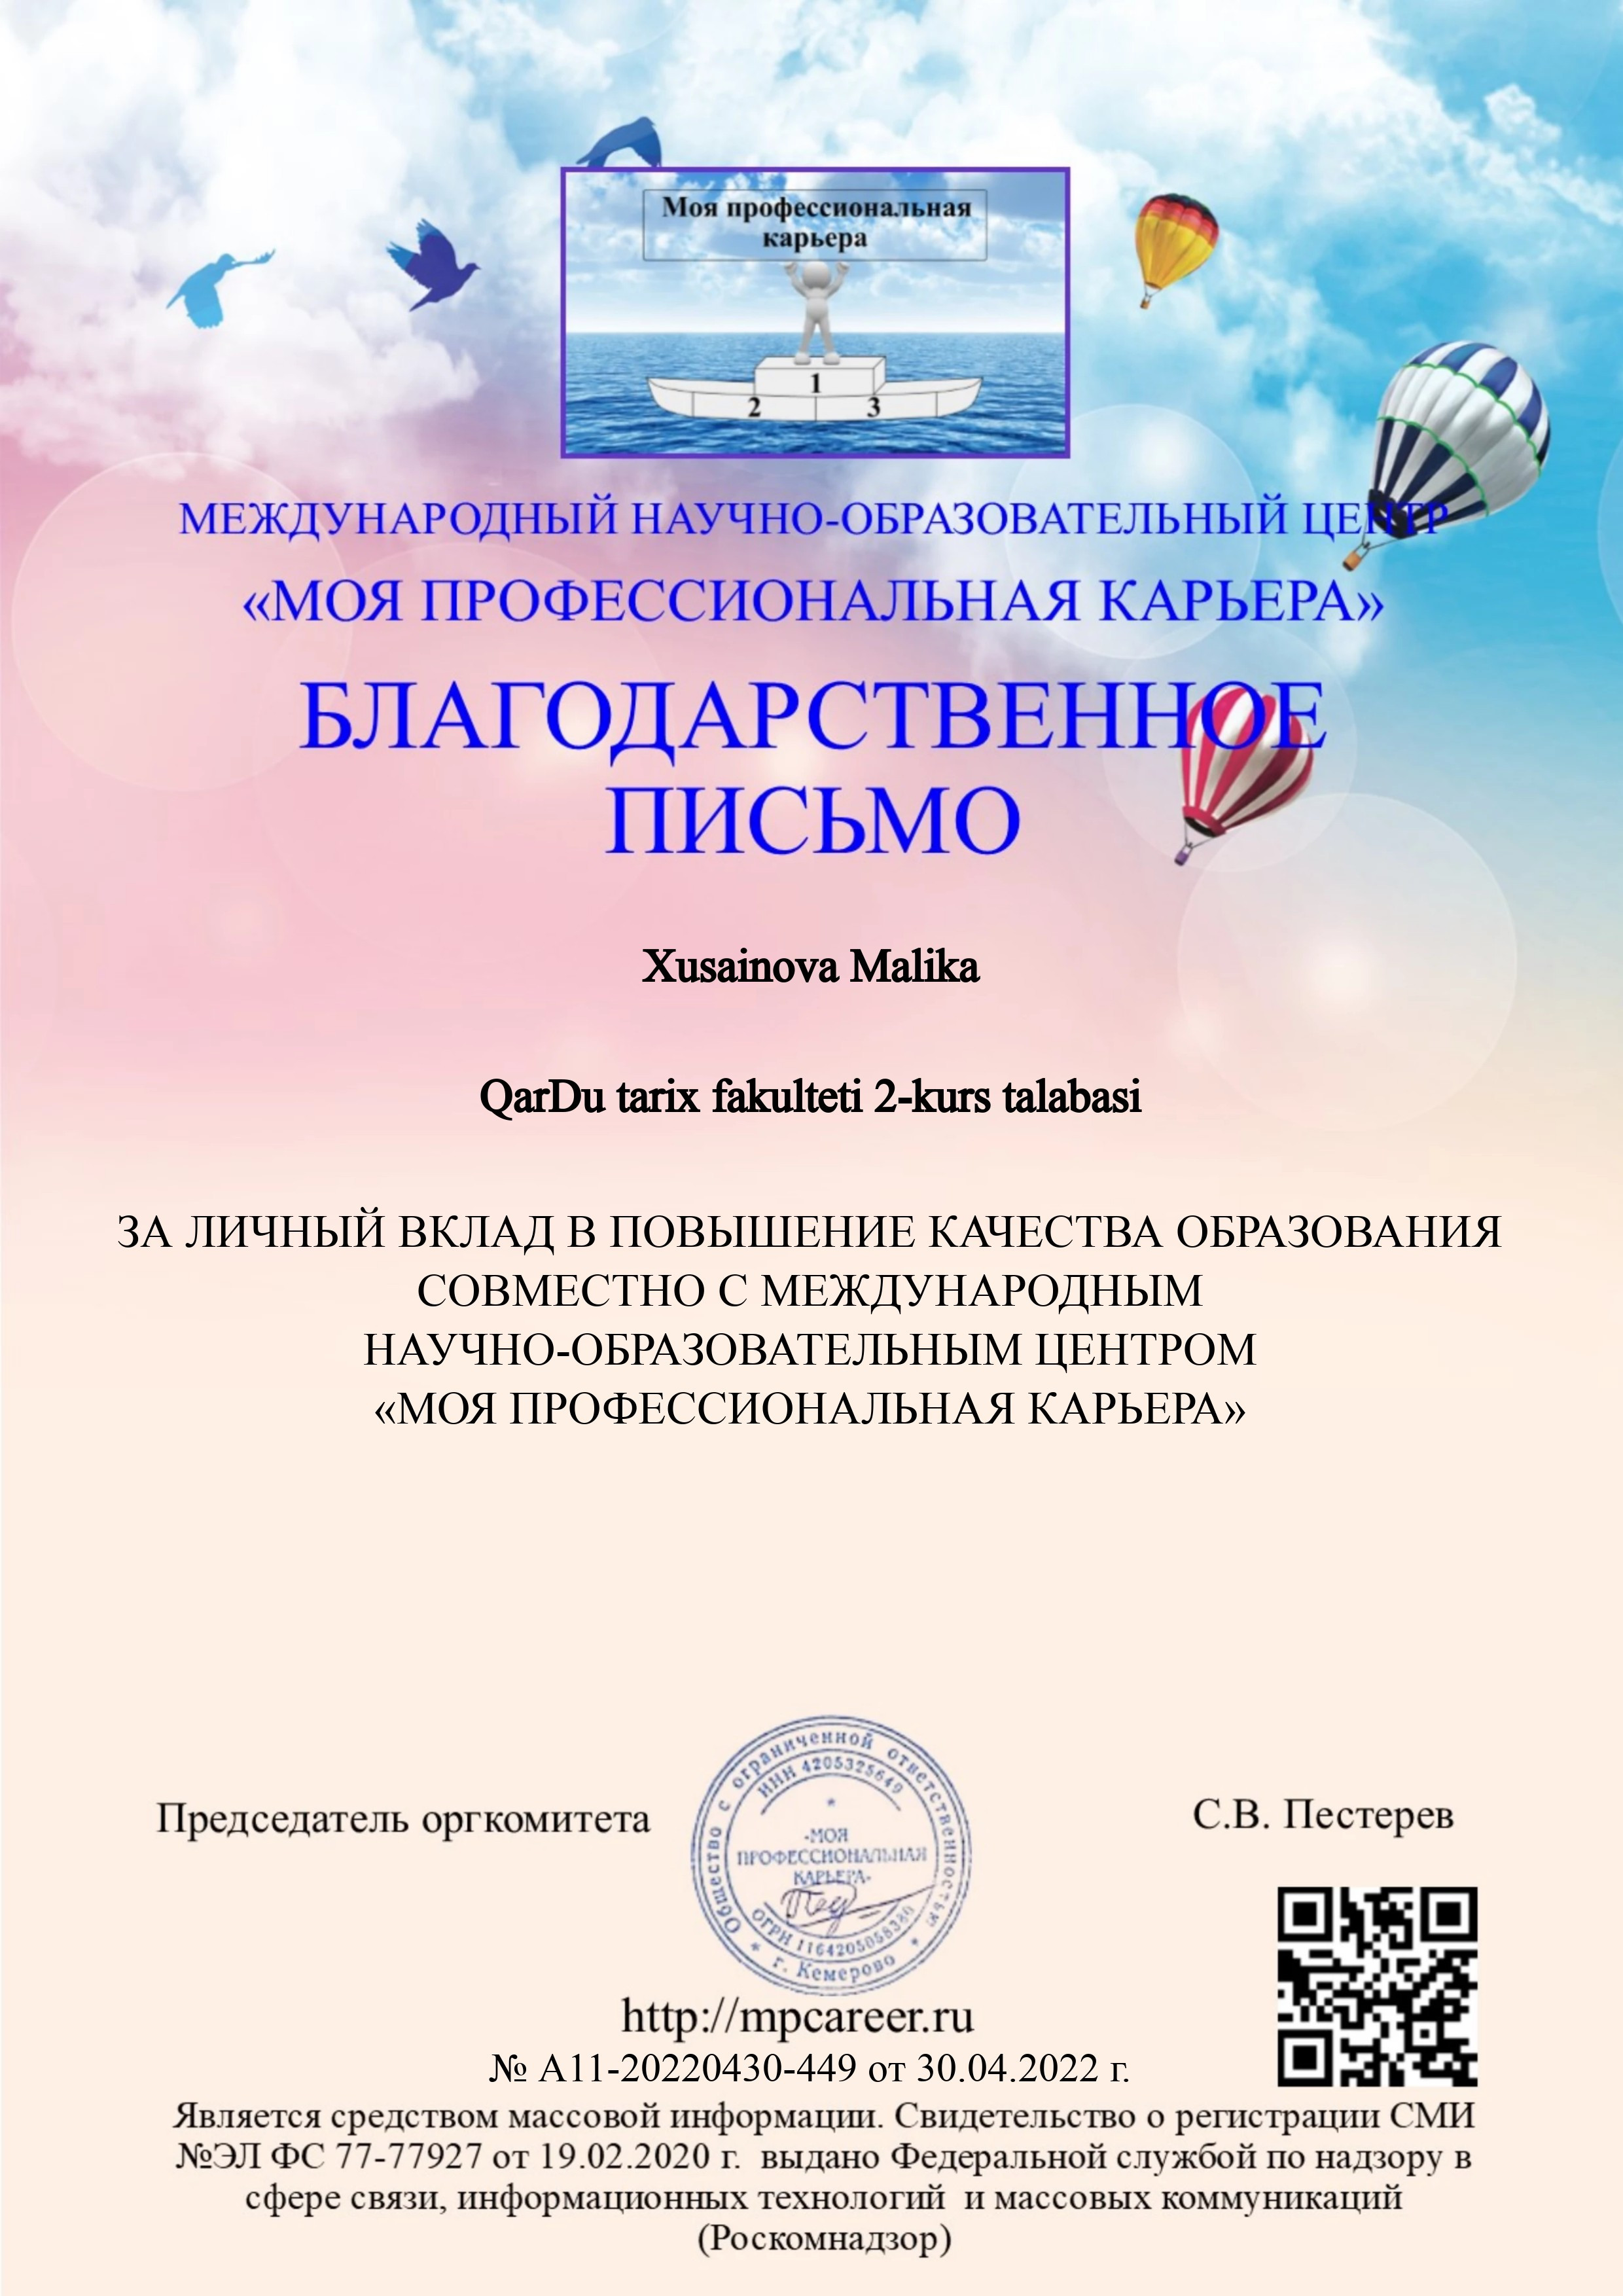 Моя профессиональная
карьера
1
2
3
МЕЖДУНАРОДНЫЙ НАУЧНО-ОБРАЗОВАТЕЛЬНЫЙ ЦЕНТР
«МОЯ ПРОФЕССИОНАЛЬНАЯ КАРЬЕРА»
БЛАГОДАРСТВЕННОЕ
ПИСЬМО
Xusainova Malika
QarDu tarix fakulteti 2-kurs talabasi
ЗА ЛИЧНЫЙ ВКЛАД В ПОВЫШЕНИЕ КАЧЕСТВА ОБРАЗОВАНИЯ
СОВМЕСТНО С МЕЖДУНАРОДНЫМ
НАУЧНО-ОБРАЗОВАТЕЛЬНЫМ ЦЕНТРОМ
«МОЯ ПРОФЕССИОНАЛЬНАЯ КАРЬЕРА»
Председатель оргкомитета
Общество с ограниченной ответственностью
ИНН 4205325649
«МОЯ
ПРОФЕССИОНАЛЬНАЯ
КАРЬЕРА»
ОГРН 1164205058380
г. Кемерово
С.В. Пестерев
http://mpcareer.ru
№ А11-20220430-449 от 30.04.2022 г.
Является средством массовой информации. Свидетельство о регистрации СМИ
№ЭЛ ФС 77-77927 от 19.02.2020 г. выдано Федеральной службой по надзору в
сфере связи, информационных технологий и массовых коммуникаций
(Роскомнадзор)